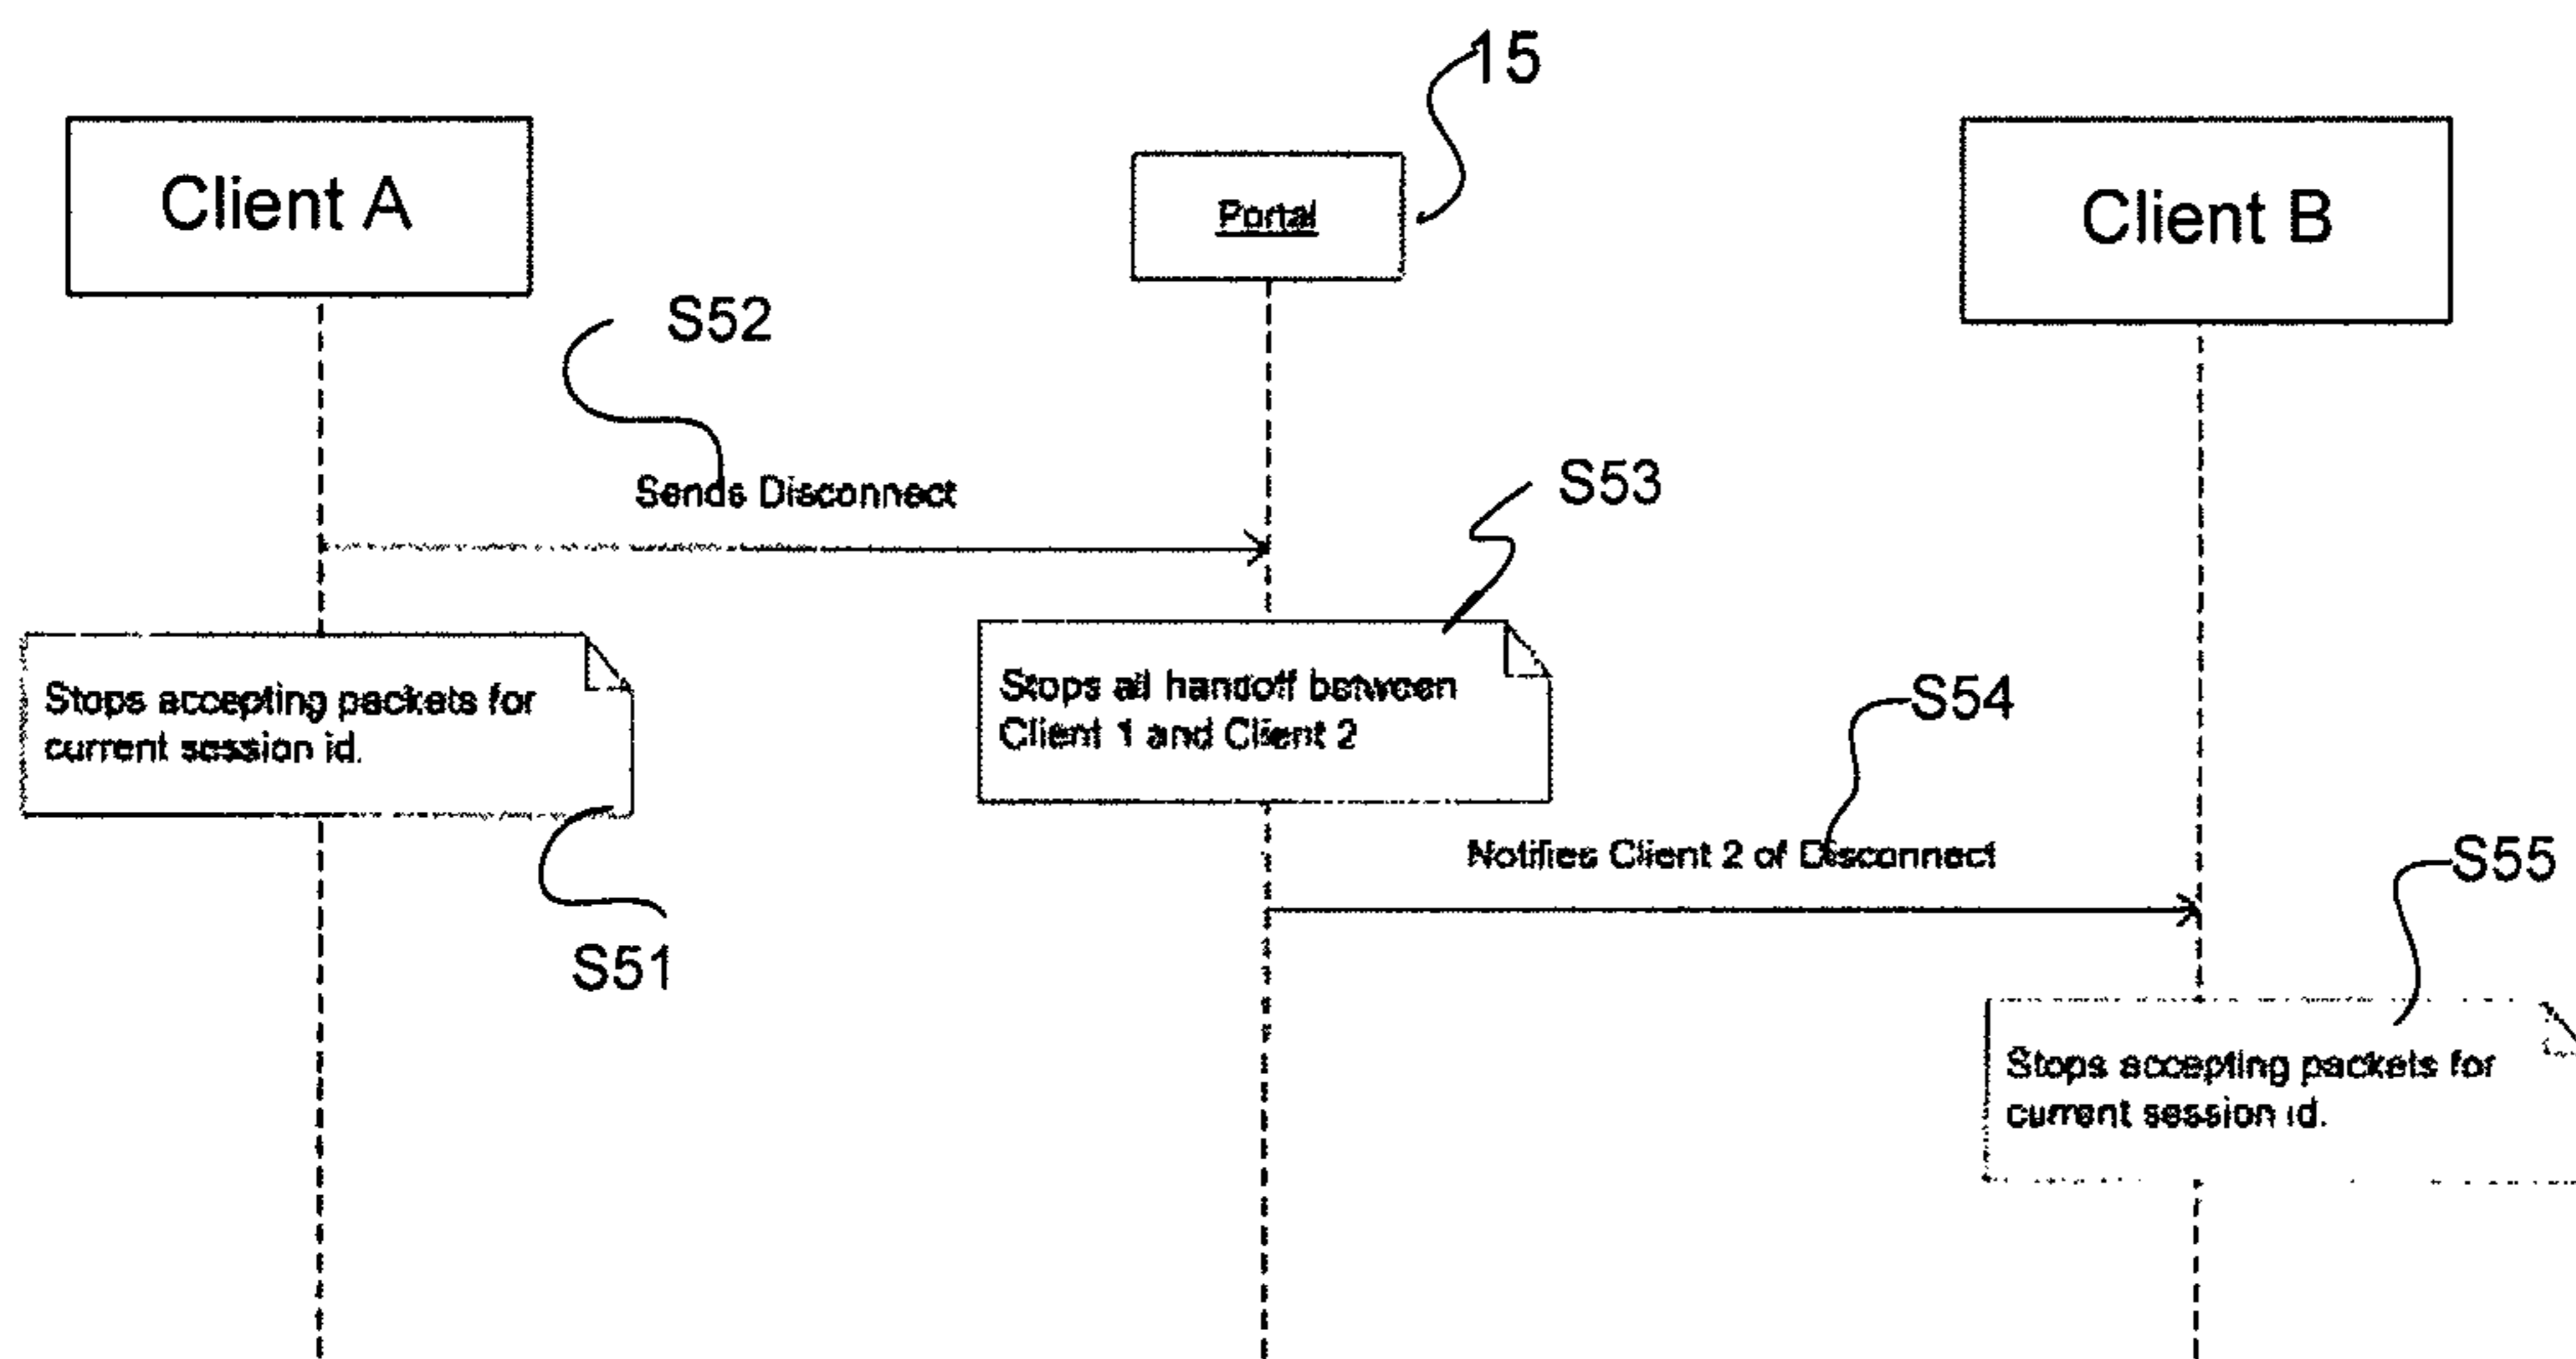 15
Client A
Portal
Client B
S52
Sends Disconnect
S53
Stops accepting packets for
current session id.
Stops all handoff between
Client 1 and Client 2
S54
Notifies Client 2 of Disconnect
S55
S51
Stops accepting packets for
current session id.